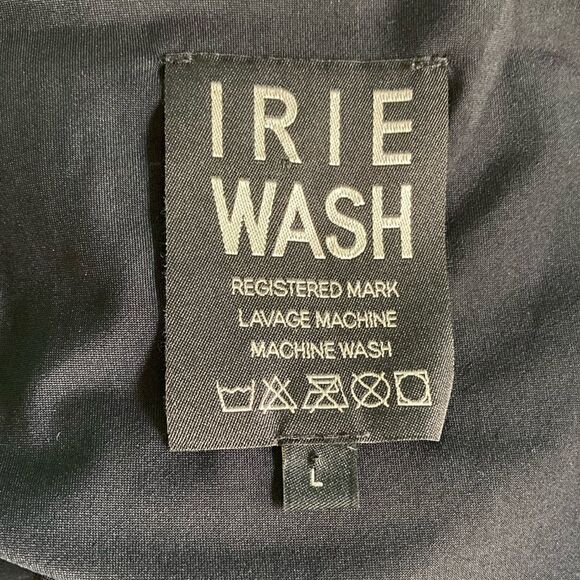 IRIE
WASH
REGISTERED MARK
LAVAGE MACHINE
MACHINE WASH
L